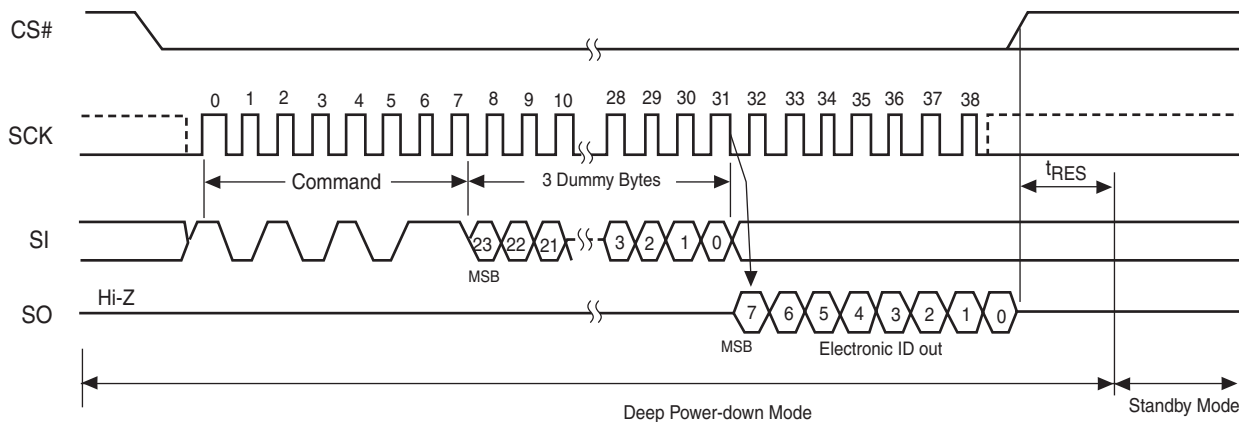 CS#
0 1 2 3 4 5 6 7 8 9 10 28 29 30 31 32 33 34 35 36 37 38
SCK
Command
3 Dummy Bytes
tRES
SI
23 22 21 3 2 1 0
MSB
Hi-Z
SO
7 6 5 4 3 2 1 0
MSB
Electronic ID out
Deep Power-down Mode
Standby Mode